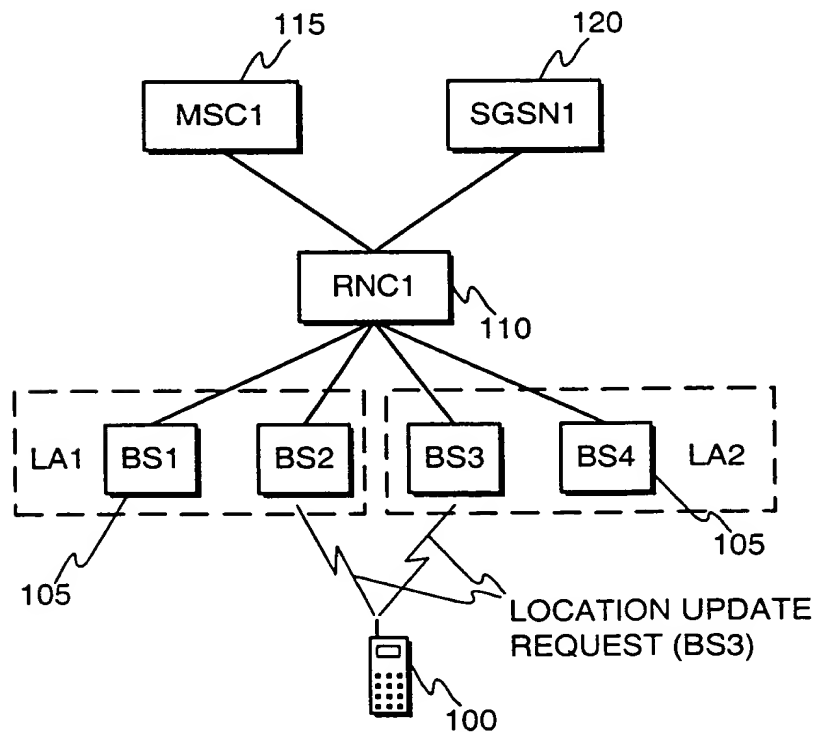 115
120
MSC1
SGSN1
RNC1
110
LA1
BS1
BS2
BS3
BS4
LA2
105
105
LOCATION UPDATE
REQUEST (BS3)
100